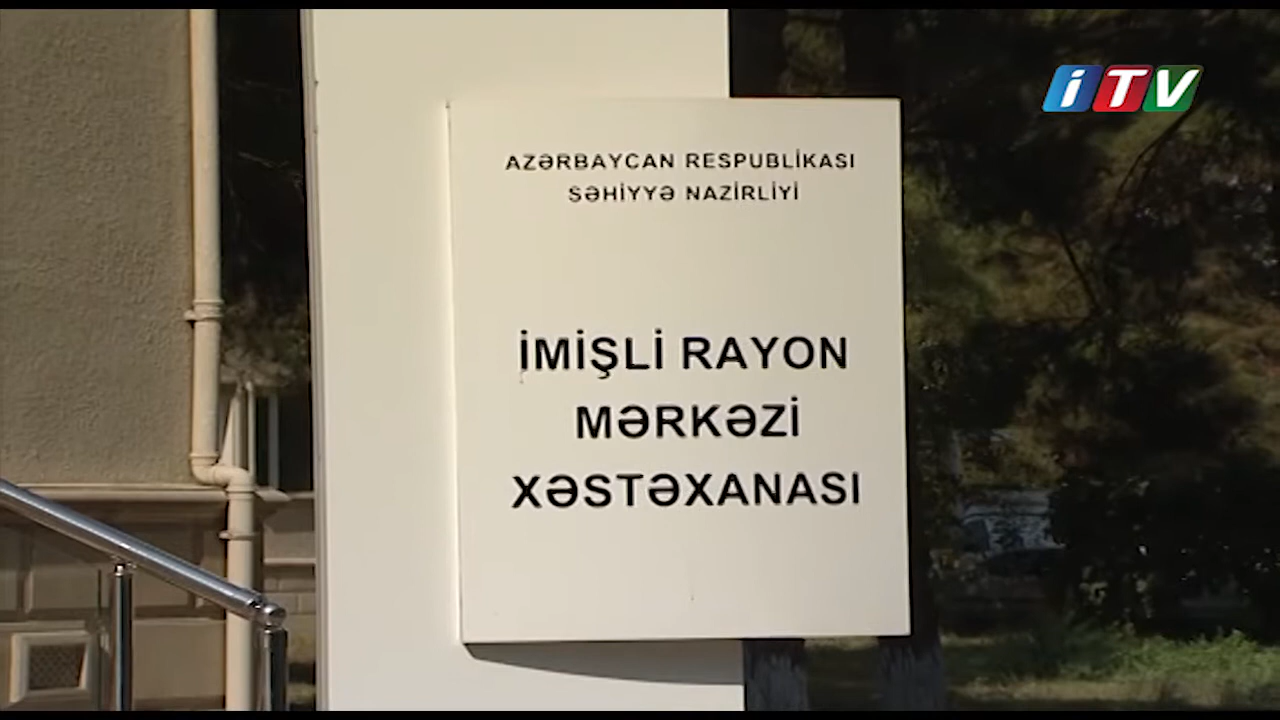 iTV
AZƏRBAYCAN RESPUBLİKASI
SƏHİYYƏ NAZİRLİYİ
İMİŞLİ RAYON
MƏRKƏZİ
XƏSTƏXANASI